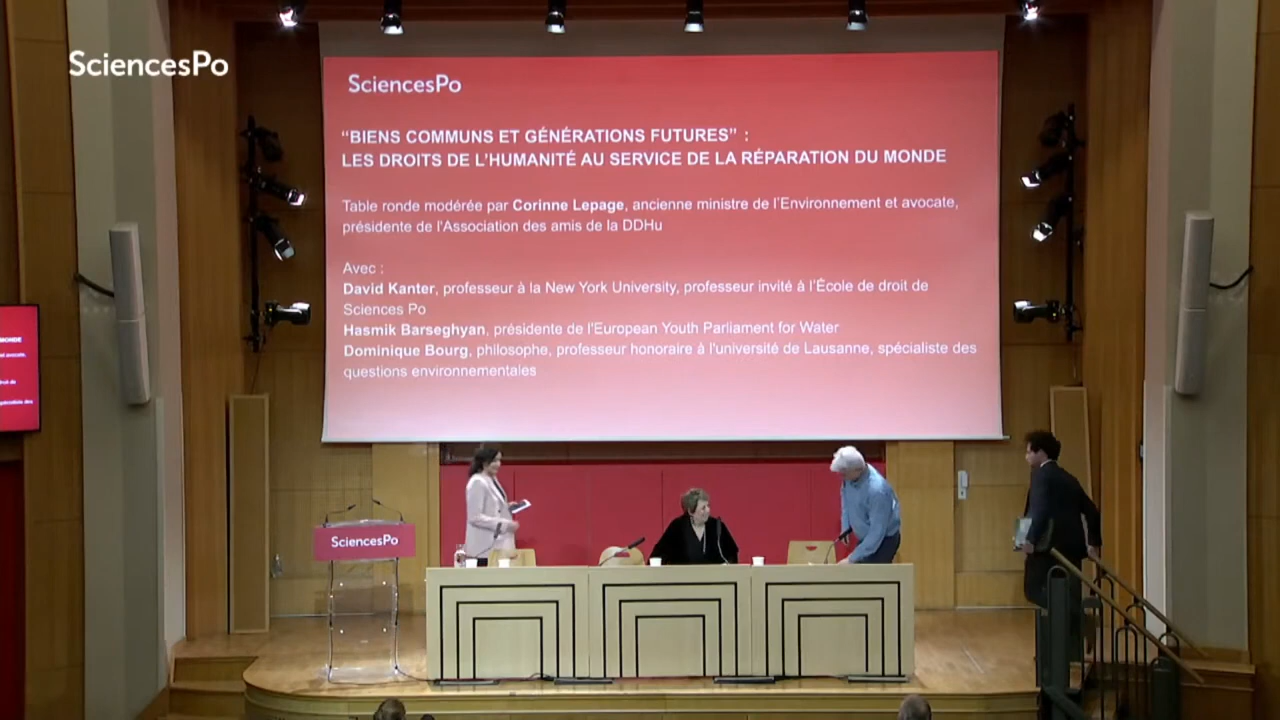 SciencesPo
SciencesPo
“BIENS COMMUNS ET GÉNÉRATIONS FUTURES” :
LES DROITS DE L'HUMANITÉ AU SERVICE DE LA RÉPARATION DU MONDE
Table ronde modérée par Corinne Lepage, ancienne ministre de l'Environnement et avocate,
présidente de l'Association des amis de la DDHu
Avec :
David Kanter, professeur à la New York University, professeur invité à l'École de droit de
Sciences Po
Hasmik Barseghyan, présidente de l'European Youth Parliament for Water
Dominique Bourg, philosophe, professeur honoraire à l'université de Lausanne, spécialiste des
questions environnementales
MONDE
SciencesPo